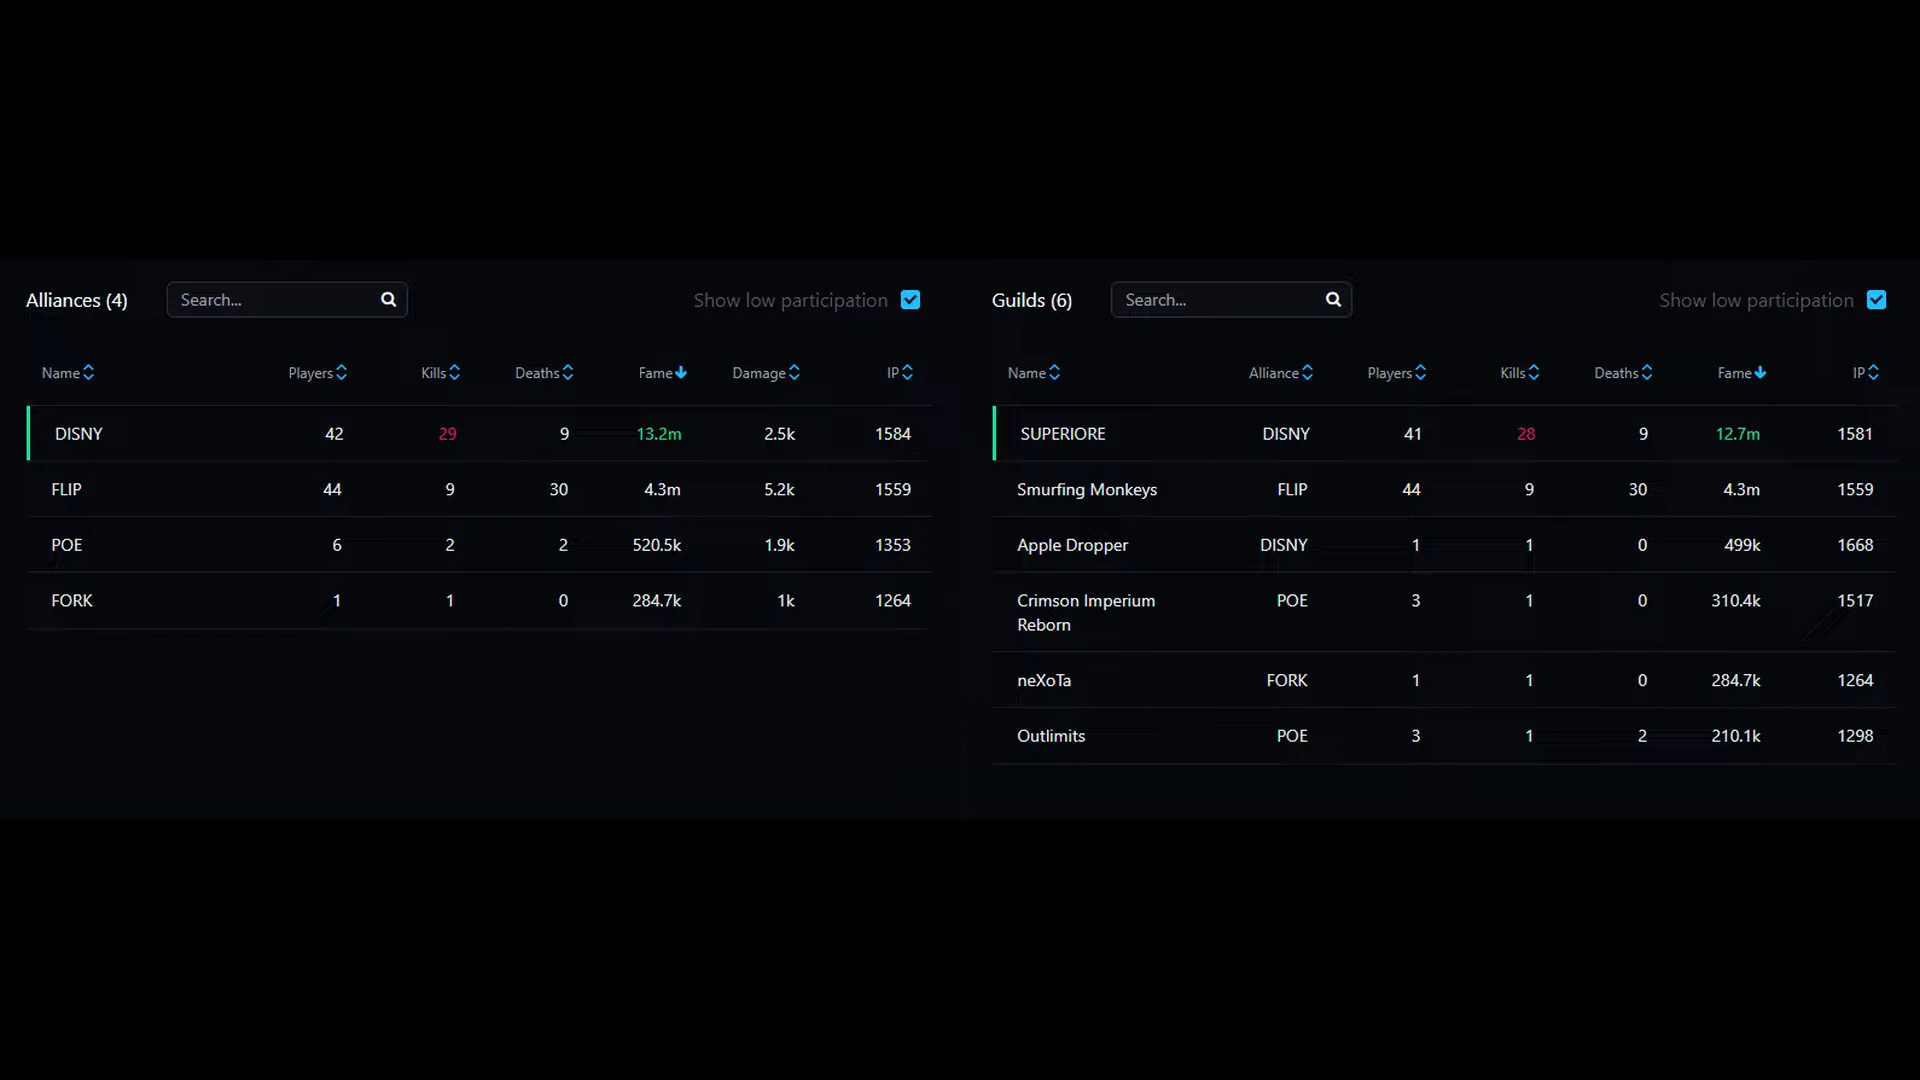 Alliances (4) Search... Show low participation
Name Players Kills Deaths Fame Damage IP
DISNY 42 29 9 13.2m 2.5k 1584
FLIP 44 9 30 4.3m 5.2k 1559
POE 6 2 2 520.5k 1.9k 1353
FORK 1 1 0 284.7k 1k 1264
Guilds (6) Search... Show low participation
Name Alliance Players Kills Deaths Fame IP
SUPERIORE DISNY 41 28 9 12.7m 1581
Smurfing Monkeys FLIP 44 9 30 4.3m 1559
Apple Dropper DISNY 1 1 0 499k 1668
Crimson Imperium POE 3 1 0 310.4k 1517
Reborn
neXoTa FORK 1 1 0 284.7k 1264
Outlimits POE 3 1 2 210.1k 1298